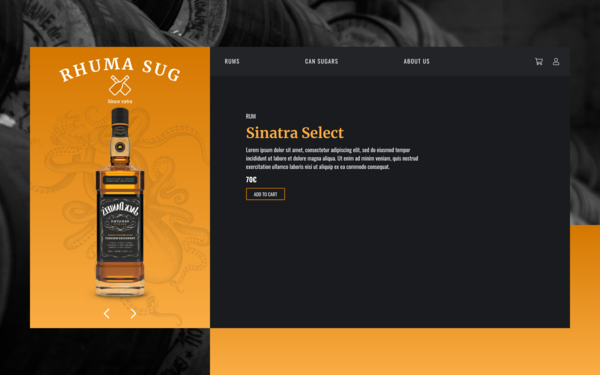 RHUMA SUG
Since 1970
RUMS
CAN SUGARS
ABOUT US
RUM
Sinatra Select
Lorem ipsum dolor sit amet, consectetur adipiscing elit, sed do eiusmod tempor
incididunt ut labore et dolore magna aliqua. Ut enim ad minim veniam, quis nostrud
exercitation ullamco laboris nisi ut aliquip ex ea commodo consequat.
70€
ADD TO CART